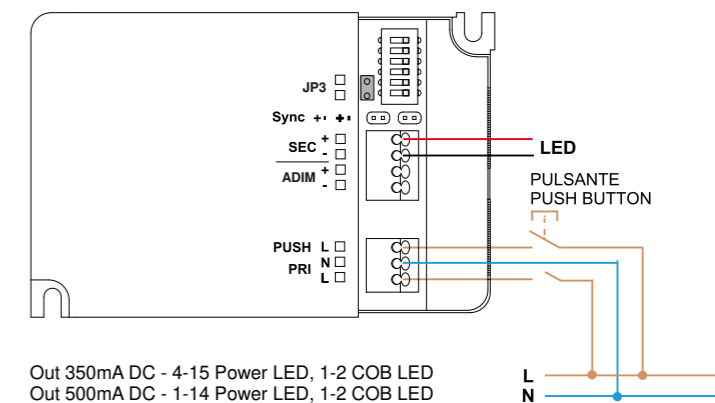 JP3
Sync +- +-
SEC + -
LED
ADIM + -
PULSANTE
PUSH BUTTON
PUSH L
PRI N
L
Out 350mA DC - 4-15 Power LED, 1-2 COB LED
Out 500mA DC - 1-14 Power LED, 1-2 COB LED
L
N